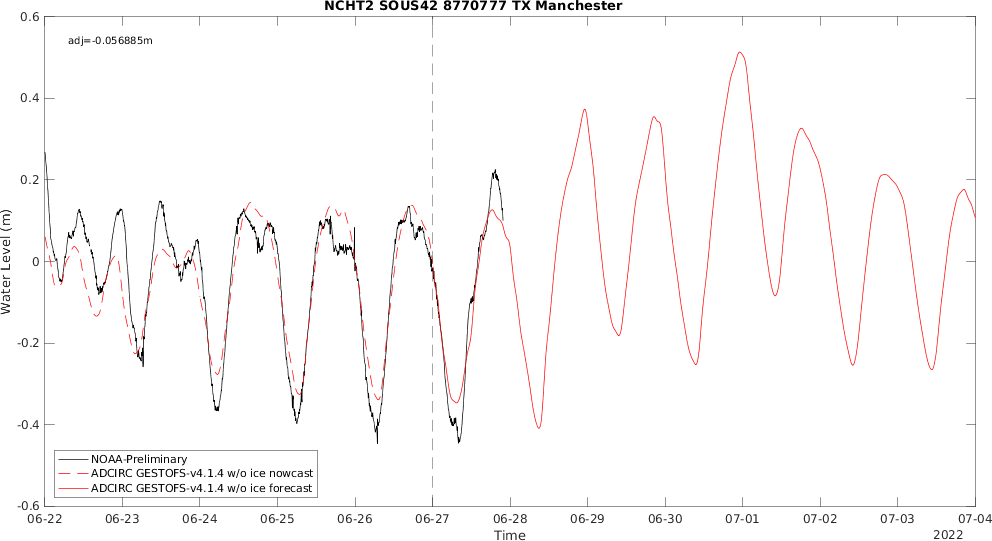 NCHT2 SOUS42 8770777 TX Manchester
adj=-0.056885m
0.6
0.4
0.2
0
-0.2
-0.4
-0.6
Water Level (m)
NOAA-Preliminary
ADCIRC GESTOFS-v4.1.4 w/o ice nowcast
ADCIRC GESTOFS-v4.1.4 w/o ice forecast
06-22 06-23 06-24 06-25 06-26 06-27 06-28 06-29 06-30 07-01 07-02 07-03 07-04
Time
2022